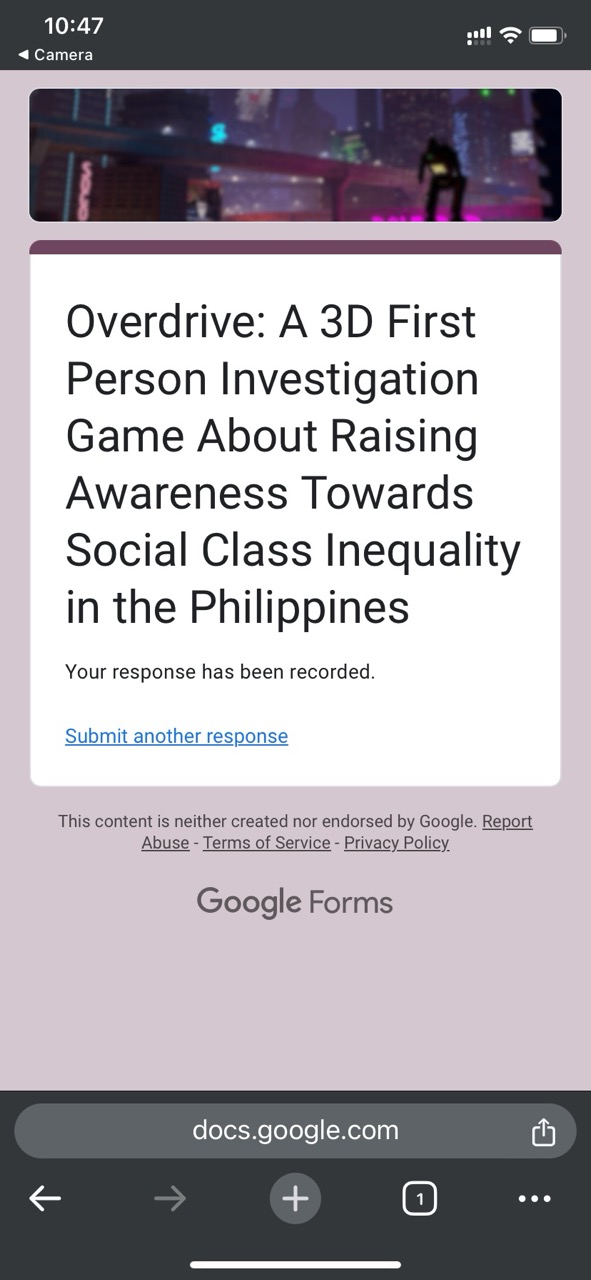 10:47
◀ Camera
Overdrive: A 3D First
Person Investigation
Game About Raising
Awareness Towards
Social Class Inequality
in the Philippines
Your response has been recorded.
Submit another response
This content is neither created nor endorsed by Google. Report
Abuse - Terms of Service - Privacy Policy
Google Forms
docs.google.com
1